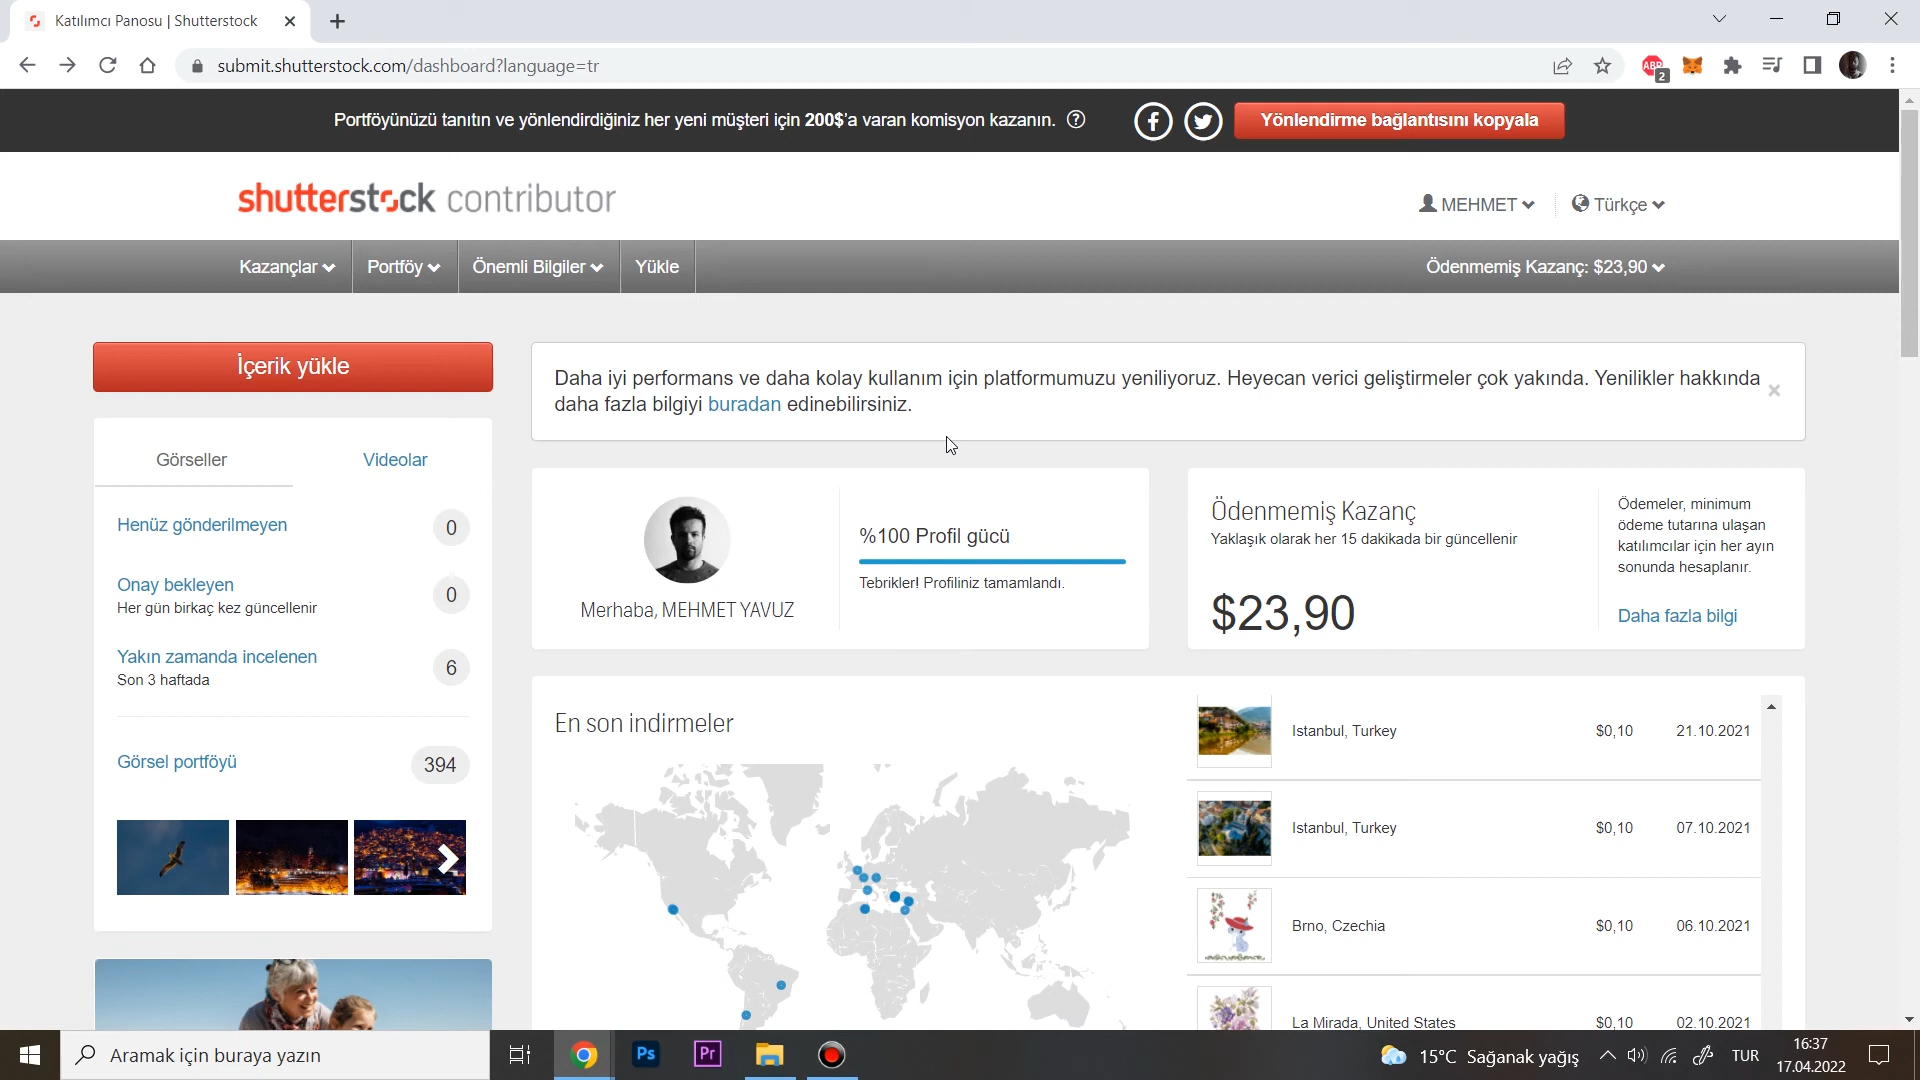 Katılımcı Panosu | Shutterstock
submit.shutterstock.com/dashboard?language=tr
ABP
2
Portföyünüzü tanıtın ve yönlendirdiğiniz her yeni müşteri için 200$'a varan komisyon kazanın.
Yönlendirme bağlantısını kopyala
shutterstock contributor
MEHMET
Türkçe
Kazançlar
Portföy
Önemli Bilgiler
Yükle
Ödenmemiş Kazanç: $23,90
İçerik yükle
Daha iyi performans ve daha kolay kullanım için platformumuzu yeniliyoruz. Heyecan verici geliştirmeler çok yakında. Yenilikler hakkında
daha fazla bilgiyi buradan edinebilirsiniz.
Görseller
Videolar
Henüz gönderilmeyen
0
Onay bekleyen
Her gün birkaç kez güncellenir
0
Yakın zamanda incelenen
Son 3 haftada
6
Görsel portföyü
394
%100 Profil gücü
Tebrikler! Profiliniz tamamlandı.
Merhaba, MEHMET YAVUZ
Ödenmemiş Kazanç
Yaklaşık olarak her 15 dakikada bir güncellenir
$23,90
Ödemeler, minimum
ödeme tutarına ulaşan
katılımcılar için her ayın
sonunda hesaplanır.
Daha fazla bilgi
En son indirmeler
Istanbul, Turkey $0,10 21.10.2021
Istanbul, Turkey $0,10 07.10.2021
Brno, Czechia $0,10 06.10.2021
La Mirada, United States $0,10 02.10.2021
Aramak için buraya yazın
Ps
Pr
15°C Sağanak yağış
TUR
16:37
17.04.2022